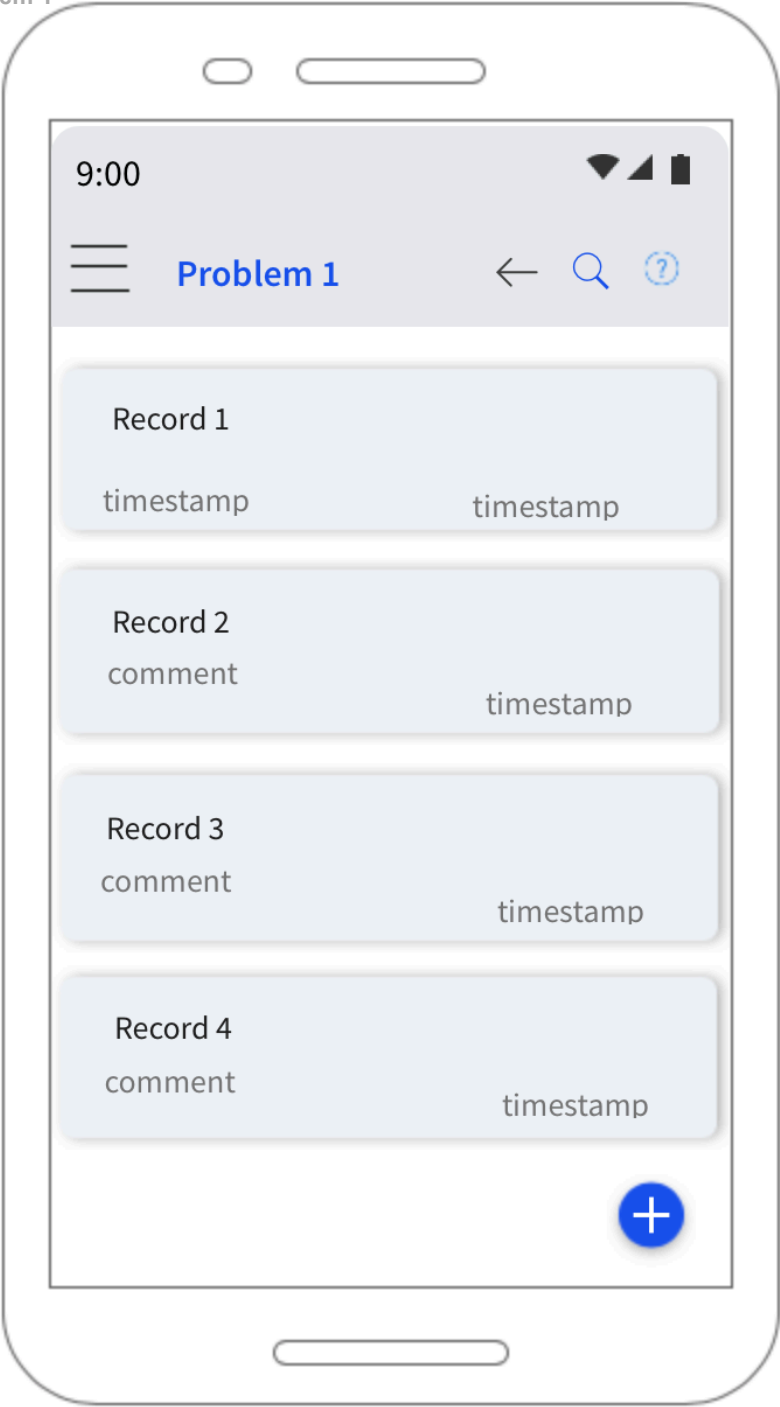 9:00
Problem 1
Record 1
timestamp
timestamp
Record 2
comment
timestamp
Record 3
comment
timestamp
Record 4
comment
timestamp